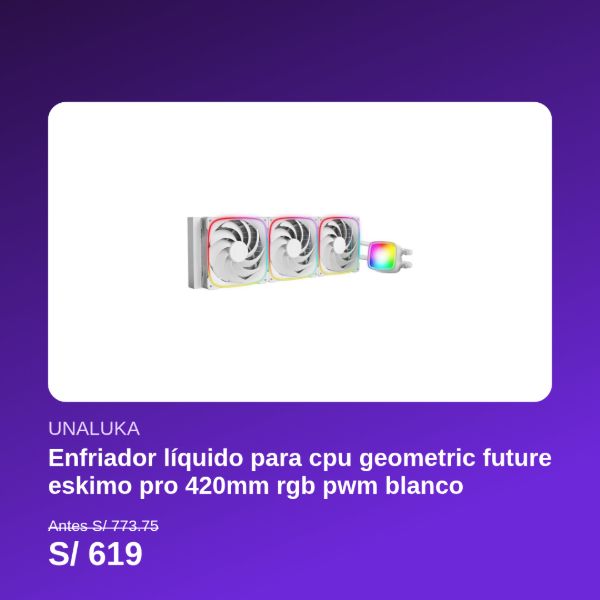 UNALUKA
Enfriador líquido para cpu geometric future
eskimo pro 420mm rgb pwm blanco
Antes S/ 773.75
S/ 619